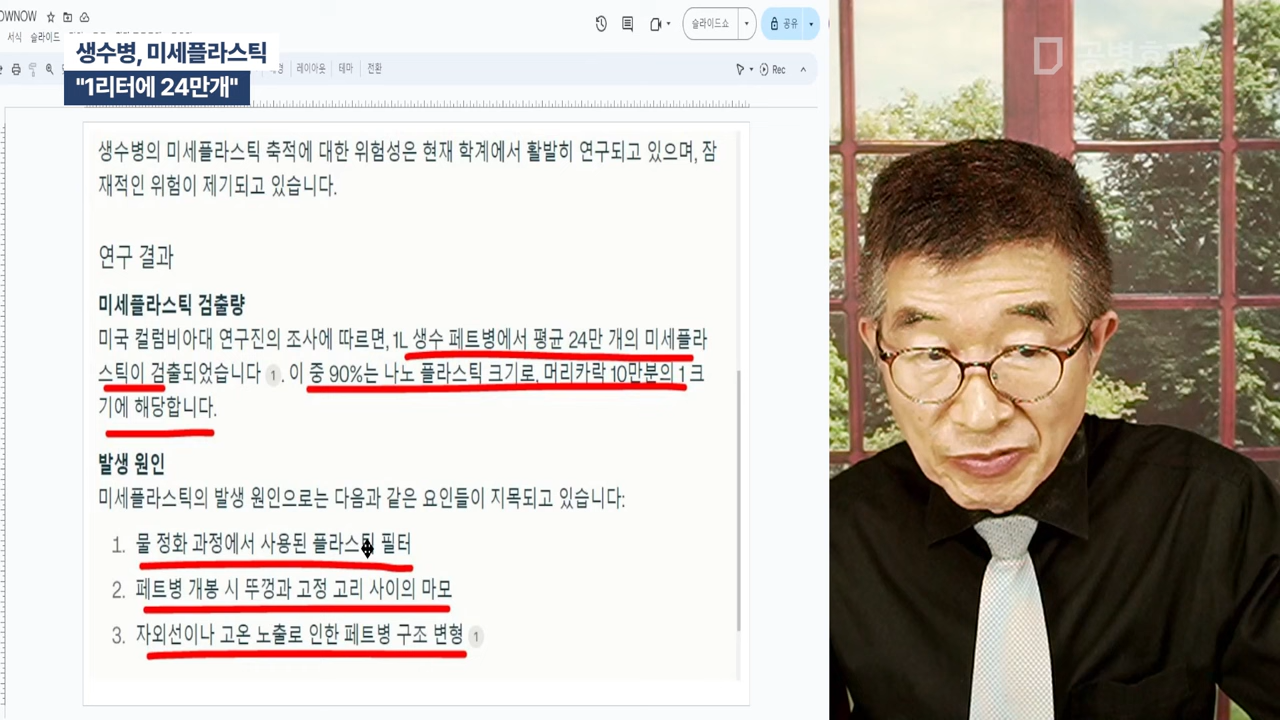 OWNOW
서식 슬라이드
슬라이드쇼
공유
생수병, 미세플라스틱
"1리터에 24만개"
레이아웃 테마 전환
Rec
공병호TV
생수병의 미세플라스틱 축적에 대한 위험성은 현재 학계에서 활발히 연구되고 있으며, 잠
재적인 위험이 제기되고 있습니다.
연구 결과
미세플라스틱 검출량
미국 컬럼비아대 연구진의 조사에 따르면, 1L 생수 페트병에서 평균 24만 개의 미세플라
스틱이 검출되었습니다 1. 이 중 90%는 나노 플라스틱 크기로, 머리카락 10만분의 1 크
기에 해당합니다.
발생 원인
미세플라스틱의 발생 원인으로는 다음과 같은 요인들이 지목되고 있습니다:
1. 물 정화 과정에서 사용된 플라스틱 필터
2. 페트병 개봉 시 뚜껑과 고정 고리 사이의 마모
3. 자외선이나 고온 노출로 인한 페트병 구조 변형 1